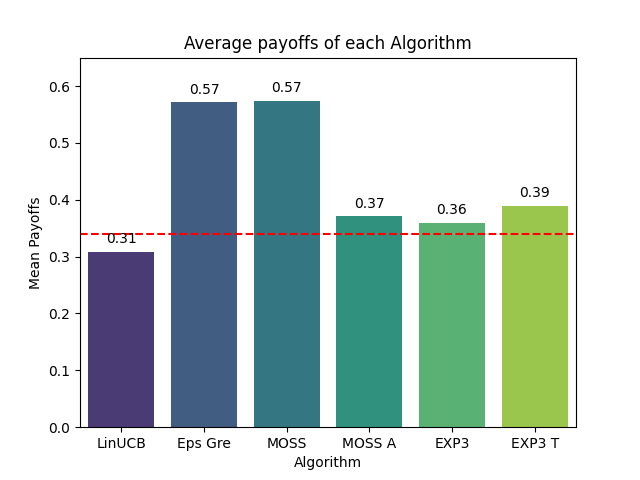 Average payoffs of each Algorithm
0.6
0.5
0.4
0.3
0.2
0.1
0.0
Mean Payoffs
0.31
0.57
0.57
0.37
0.36
0.39
LinUCB
Eps Gre
MOSS
MOSS A
EXP3
EXP3 T
Algorithm